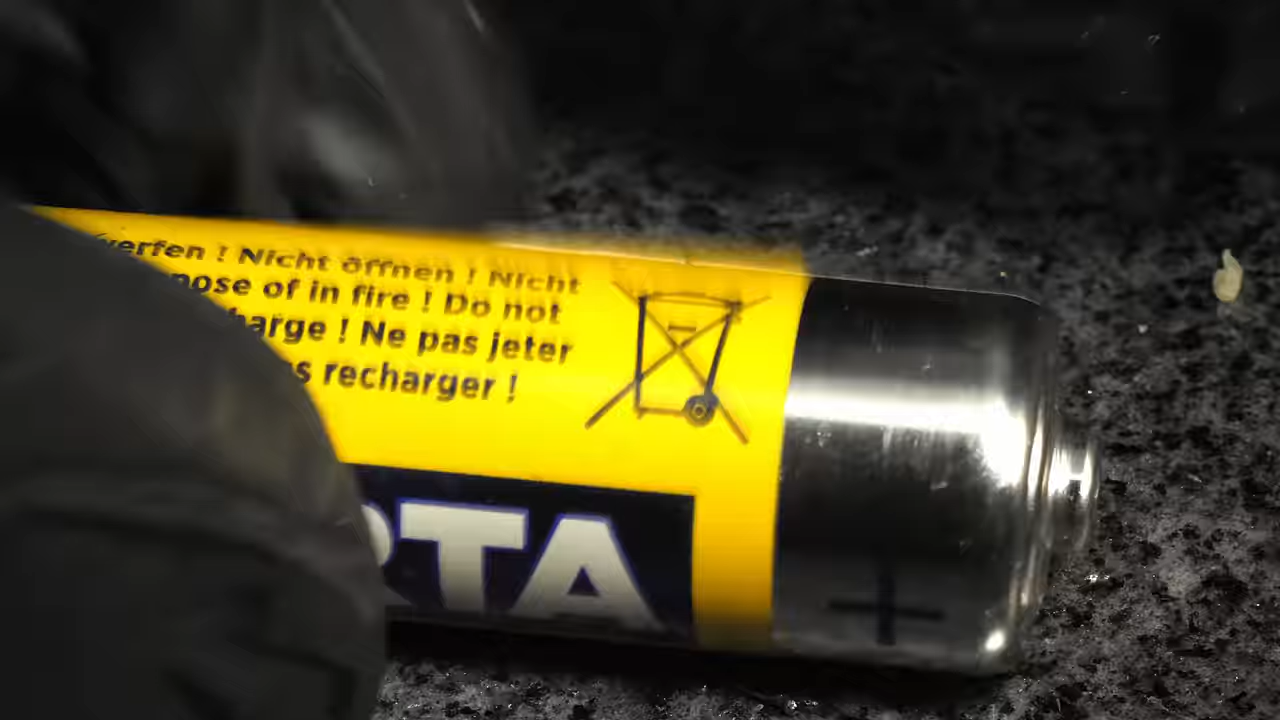 werfen ! Nicht öffnen ! Nicht
pose of in fire ! Do not
harge ! Ne pas jeter
s recharger !
RTA
+